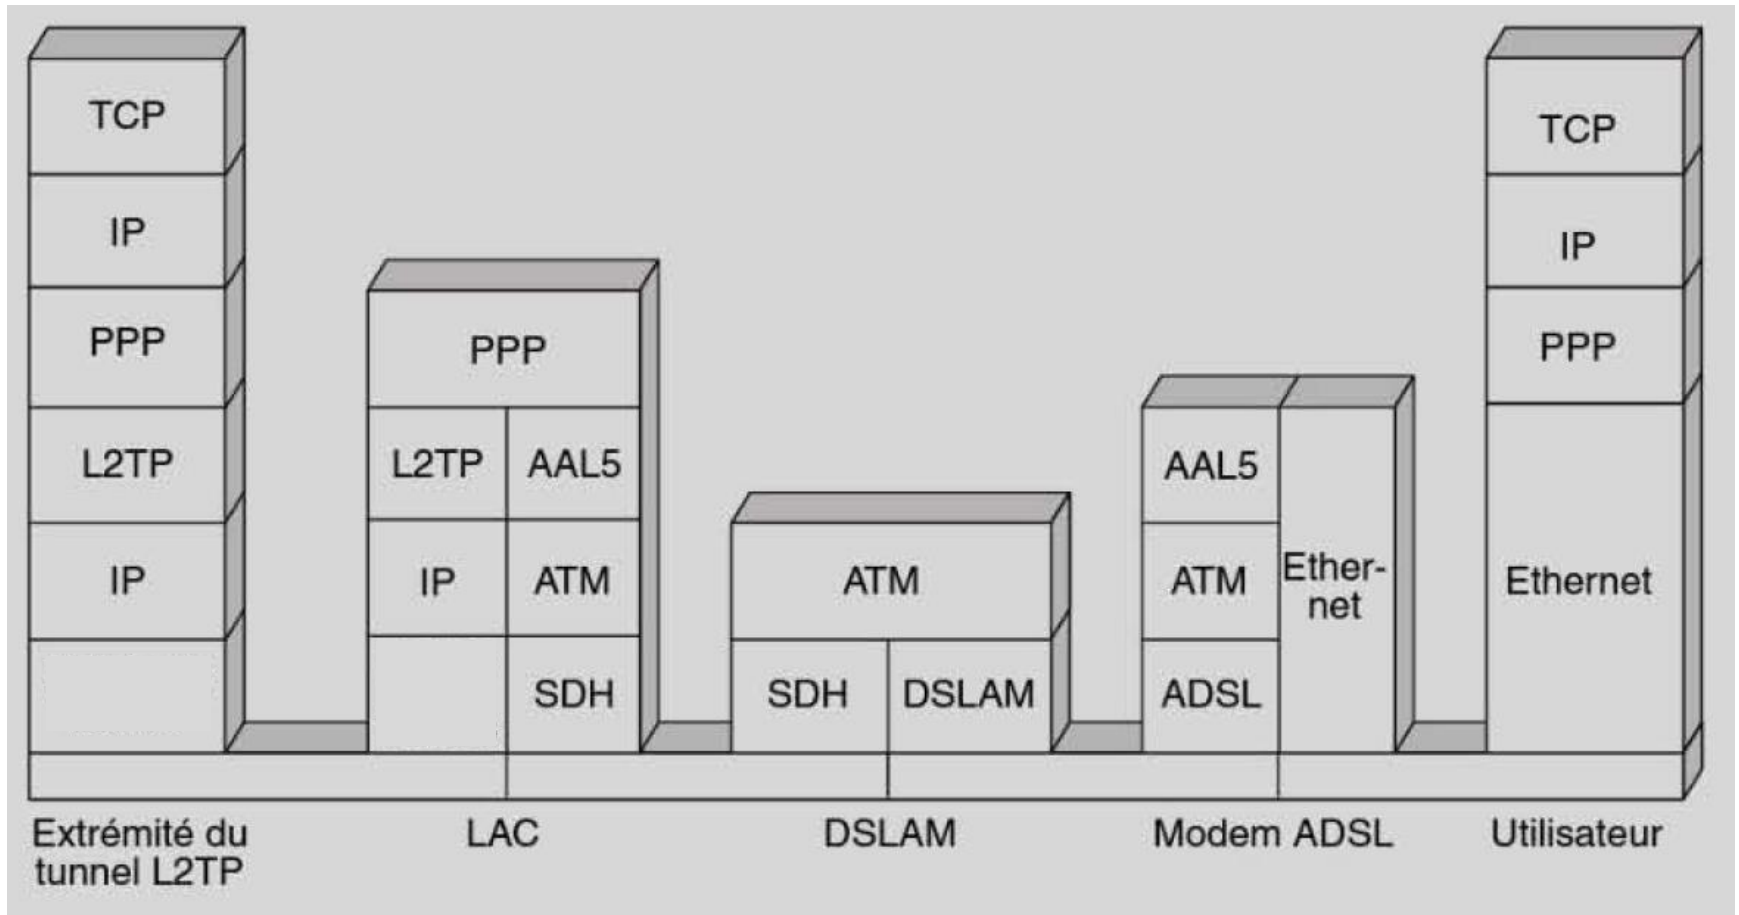 TCP
IP
PPP
L2TP
IP
Extrémité du
tunnel L2TP
PPP
L2TP
AAL5
IP
ATM
SDH
LAC
ATM
SDH
DSLAM
DSLAM
AAL5
ATM
ADSL
Ether-
net
Modem ADSL
TCP
IP
PPP
Ethernet
Utilisateur